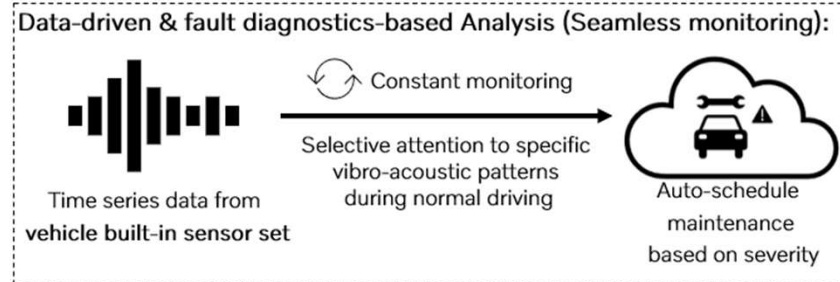 Data-driven & fault diagnostics-based Analysis (Seamless monitoring):
Constant monitoring
Selective attention to specific
vibro-acoustic patterns
during normal driving
Time series data from
vehicle built-in sensor set
Auto-schedule
maintenance
based on severity